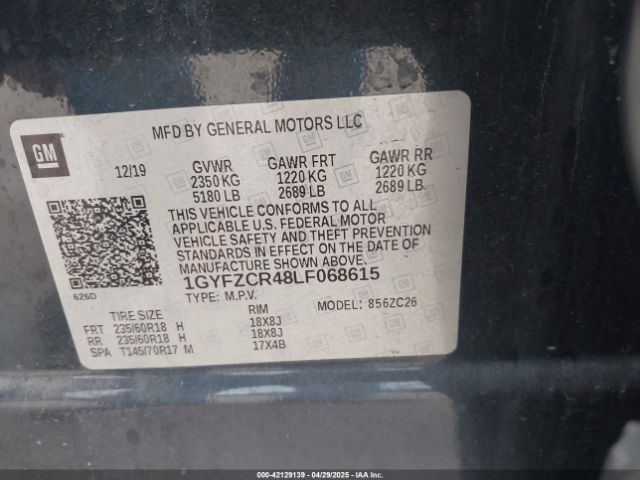 GM
MFD BY GENERAL MOTORS LLC
12/19
GVWR
2350 KG
5180 LB
GAWR FRT
1220 KG
2689 LB
GAWR RR
1220 KG
2689 LB
THIS VEHICLE CONFORMS TO ALL
APPLICABLE U.S. FEDERAL MOTOR
VEHICLE SAFETY AND THEFT PREVENTION
STANDARDS IN EFFECT ON THE DATE OF
MANUFACTURE SHOWN ABOVE.
1GYFZCR48LF068615
626D
TYPE: M.P.V.
MODEL: 856ZC26
TIRE SIZE RIM
FRT 235/60R18 H 18X8J
RR 235/60R18 H 18X8J
SPA T145/70R17 M 17X4B
000-42129139 - 04/29/2025 - IAAI.COM